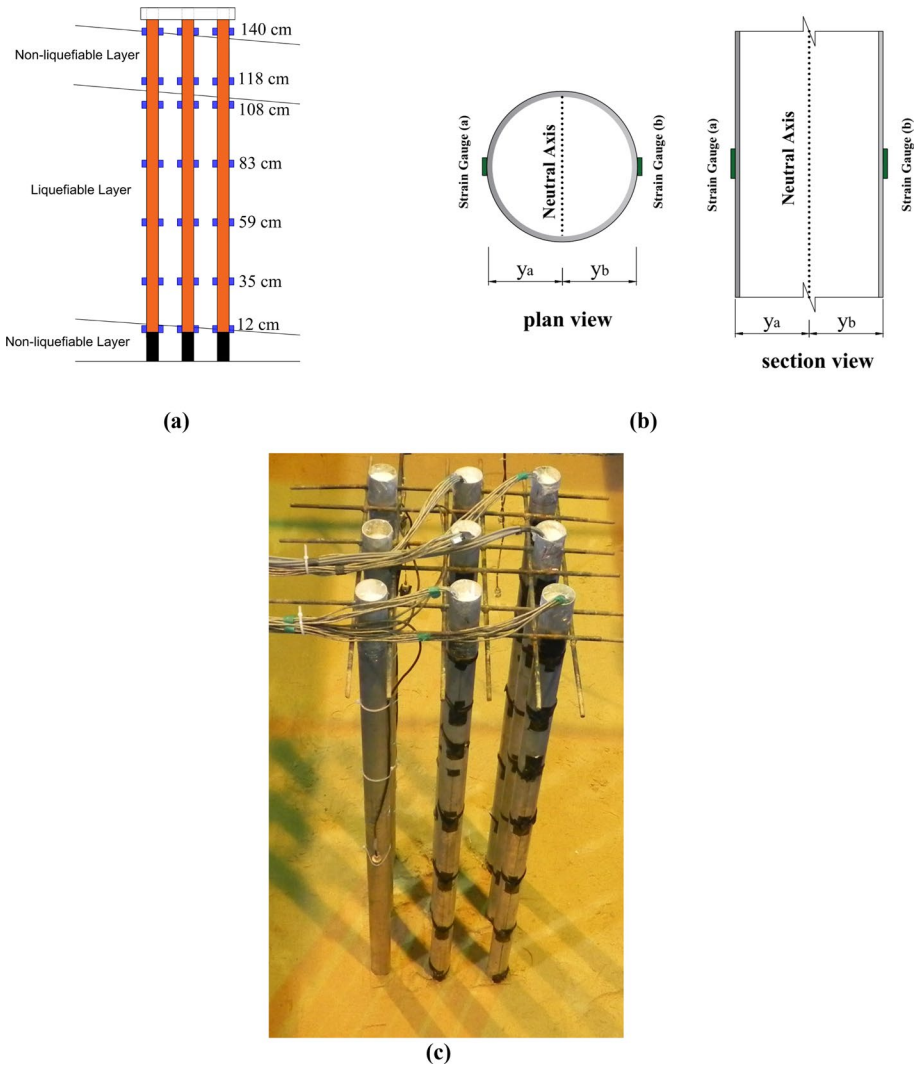 140 cm
Non-liquefiable Layer
118 cm
108 cm
83 cm
Liquefiable Layer
59 cm
35 cm
12 cm
Non-liquefiable Layer
(a)
Strain Gauge (a)
Neutral Axis
Strain Gauge (b)
ya
yb
plan view
Strain Gauge (a)
Neutral Axis
Strain Gauge (b)
ya
yb
section view
(b)
(c)